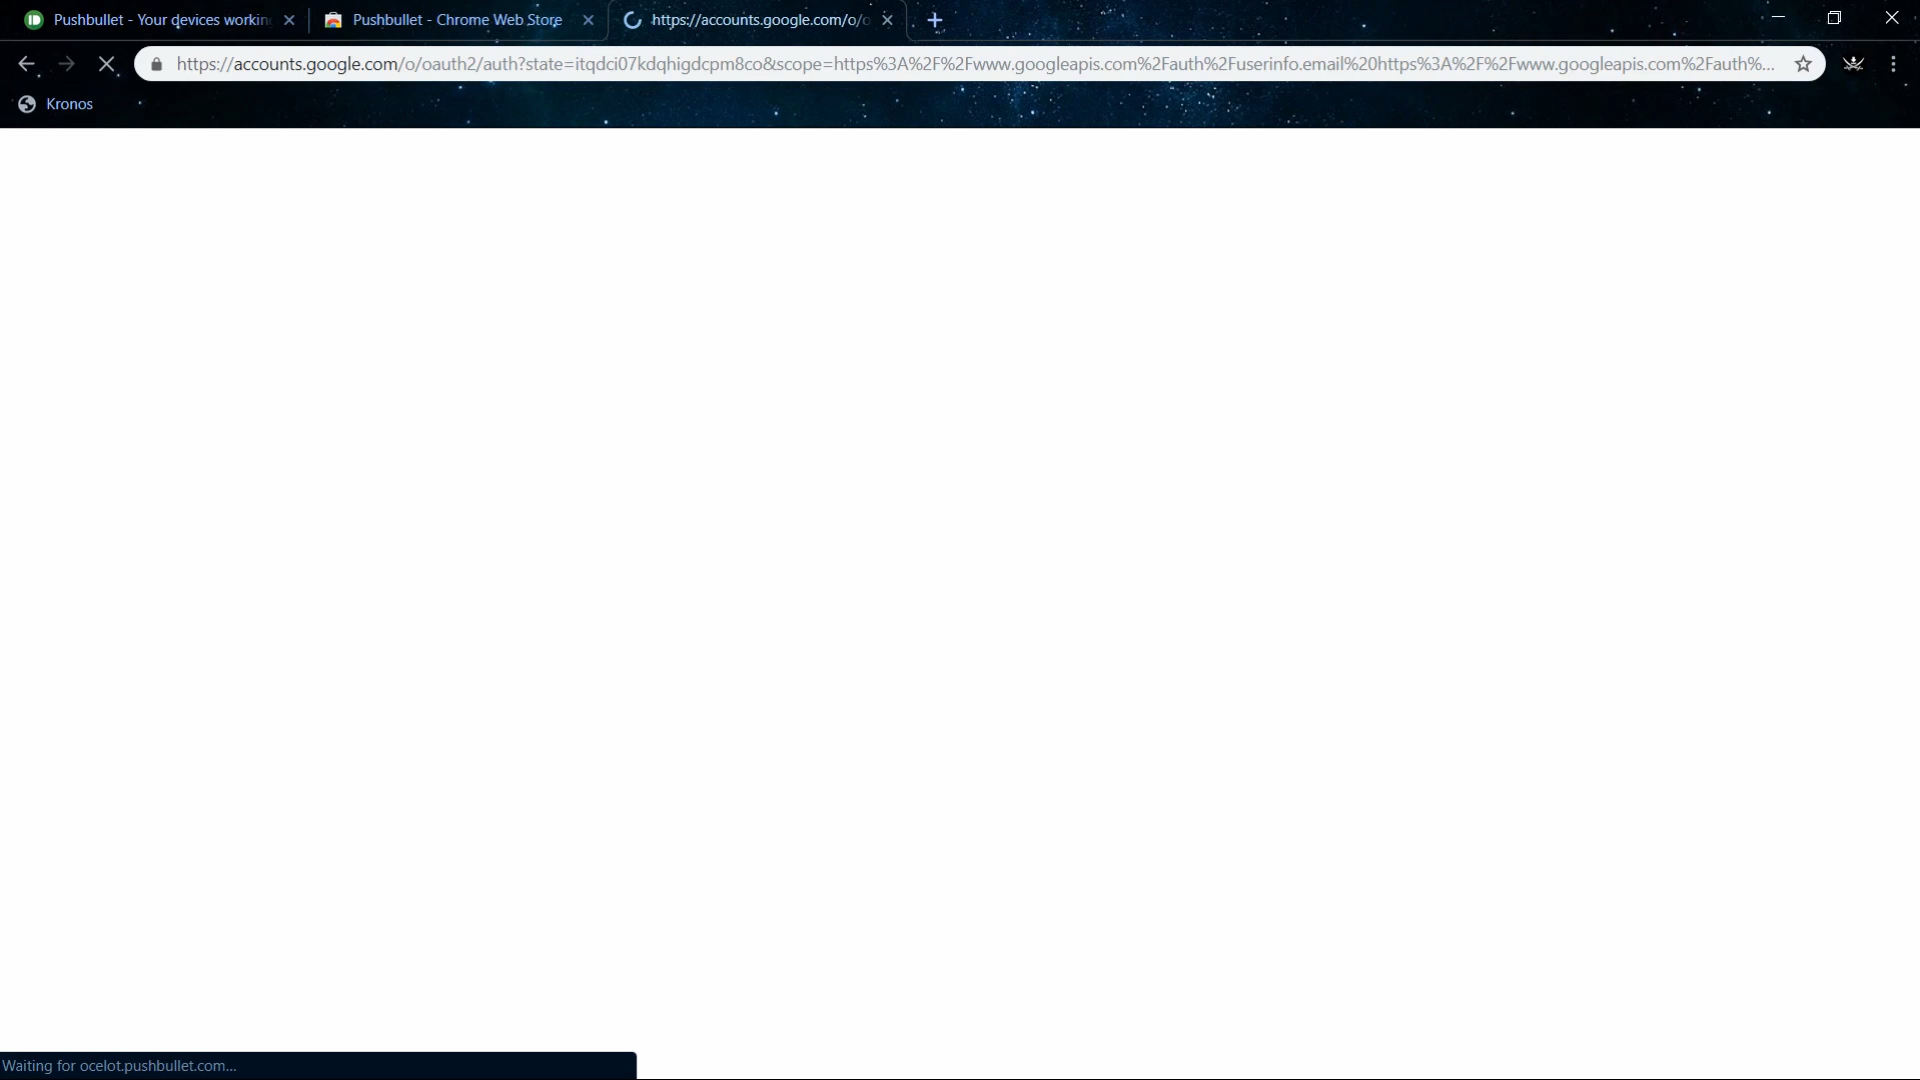 Pushbullet - Your devices workin
Pushbullet - Chrome Web Store
https://accounts.google.com/o/o
https://accounts.google.com/o/oauth2/auth?state=itqdci07kdqhigdcpm8co&scope=https%3A%2F%2Fwww.googleapis.com%2Fauth%2Fuserinfo.email%20https%3A%2F%2Fwww.googleapis.com%2Fauth%...
Kronos
Waiting for ocelot.pushbullet.com...